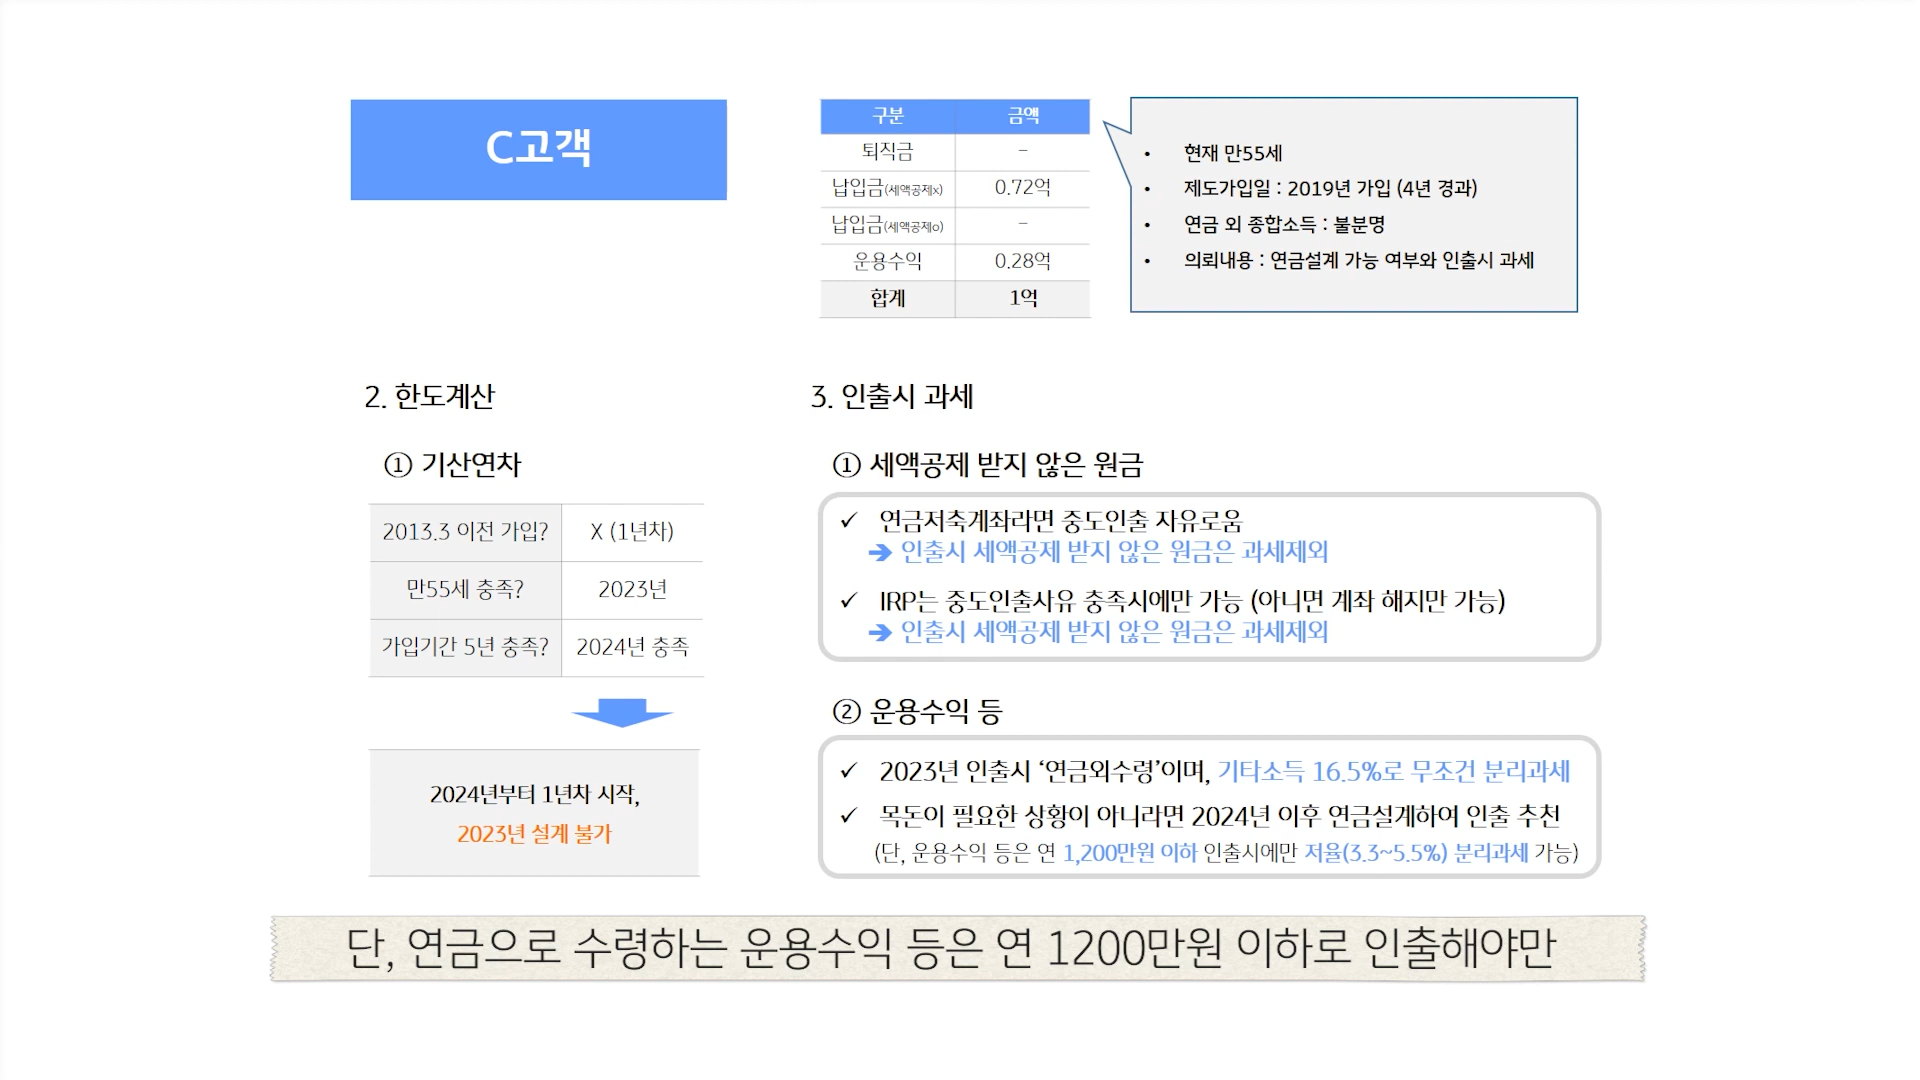 C고객
구분 금액
퇴직금 –
납입금(세액공제x) 0.72억
납입금(세액공제o) –
운용수익 0.28억
합계 1억
• 현재 만55세
• 제도가입일 : 2019년 가입 (4년 경과)
• 연금 외 종합소득 : 불분명
• 의뢰내용 : 연금설계 가능 여부와 인출시 과세
2. 한도계산
① 기산연차
2013.3 이전 가입? X (1년차)
만55세 충족? 2023년
가입기간 5년 충족? 2024년 충족
2024년부터 1년차 시작,
2023년 설계 불가
3. 인출시 과세
① 세액공제 받지 않은 원금
✓ 연금저축계좌라면 중도인출 자유로움
➔ 인출시 세액공제 받지 않은 원금은 과세제외
✓ IRP는 중도인출사유 충족시에만 가능 (아니면 계좌 해지만 가능)
➔ 인출시 세액공제 받지 않은 원금은 과세제외
② 운용수익 등
✓ 2023년 인출시 ‘연금외수령’이며, 기타소득 16.5%로 무조건 분리과세
✓ 목돈이 필요한 상황이 아니라면 2024년 이후 연금설계하여 인출 추천
(단, 운용수익 등은 연 1,200만원 이하 인출시에만 저율(3.3~5.5%) 분리과세 가능)
단, 연금으로 수령하는 운용수익 등은 연 1200만원 이하로 인출해야만